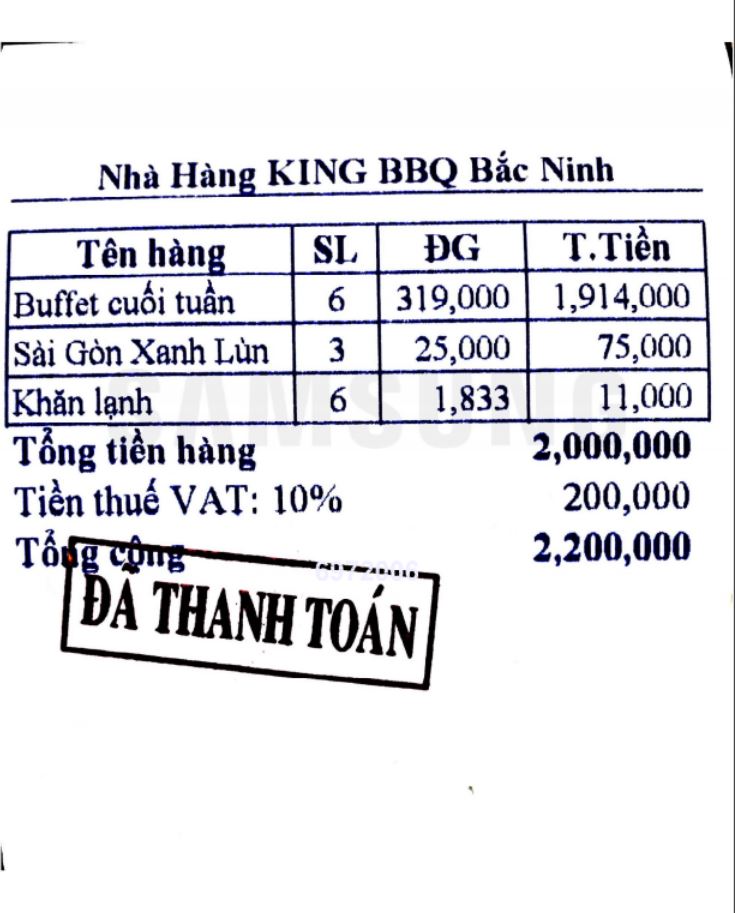 Nhà Hàng KING BBQ Bắc Ninh
Tên hàng SL ĐG T.Tiền
Buffet cuối tuần 6 319,000 1,914,000
Sài Gòn Xanh Lùn 3 25,000 75,000
Khăn lạnh 6 1,833 11,000
SAMSUNG
Tổng tiền hàng 2,000,000
Tiền thuế VAT: 10% 200,000
Tổng cộng 2,200,000
ĐÃ THANH TOÁN